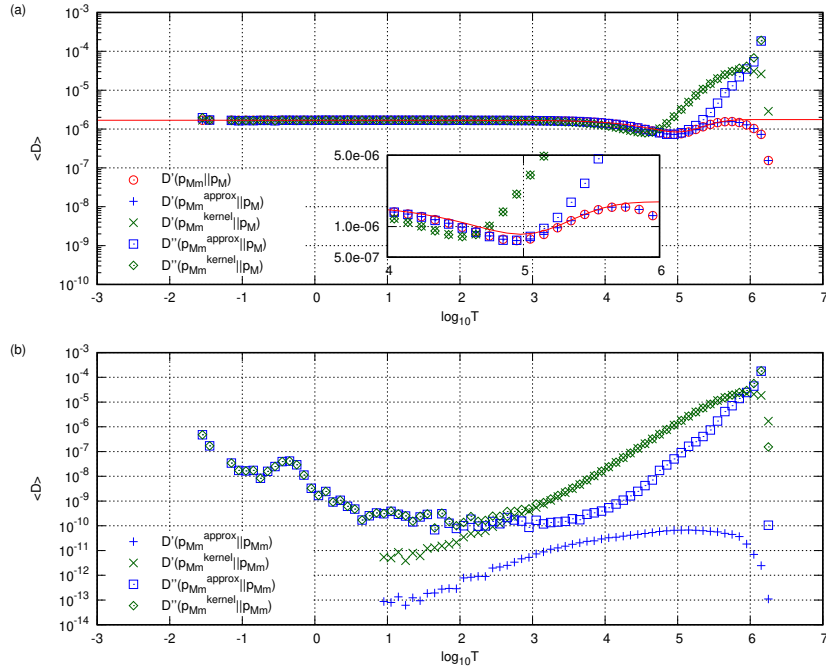 (a)
10^-3
10^-4
10^-5
10^-6
10^-7
10^-8
10^-9
10^-10
<D>
D'(p_Mm||p_M)
D'(p_Mm^approx||p_M)
D'(p_Mm^kernel||p_M)
D''(p_Mm^approx||p_M)
D''(p_Mm^kernel||p_M)
5.0e-06
1.0e-06
5.0e-07
4 5 6
-3 -2 -1 0 1 2 3 4 5 6 7
log_10 T
(b)
10^-3
10^-4
10^-5
10^-6
10^-7
10^-8
10^-9
10^-10
10^-11
10^-12
10^-13
10^-14
<D>
D'(p_Mm^approx||p_Mm)
D'(p_Mm^kernel||p_Mm)
D''(p_Mm^approx||p_Mm)
D''(p_Mm^kernel||p_Mm)
-3 -2 -1 0 1 2 3 4 5 6 7
log_10 T